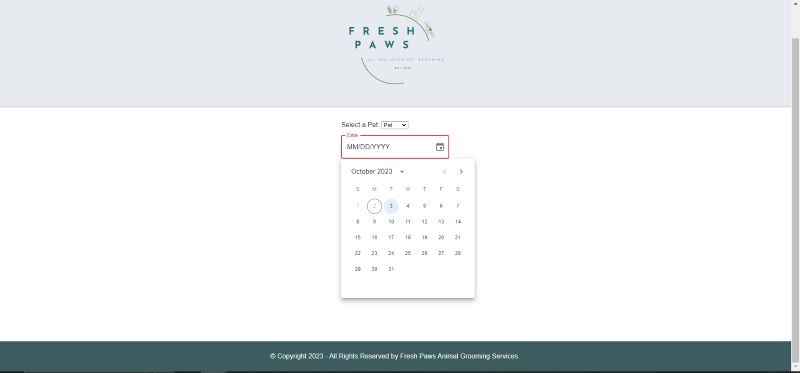 FRESH
PAWS
ALL INCLUSIVE PET GROOMING
Select a Pet: Pet
Date
MM/DD/YYYY
October 2023
S M T W T F S
1 2 3 4 5 6 7
8 9 10 11 12 13 14
15 16 17 18 19 20 21
22 23 24 25 26 27 28
29 30 31
© Copyright 2023 - All Rights Reserved by Fresh Paws Animal Grooming Services.